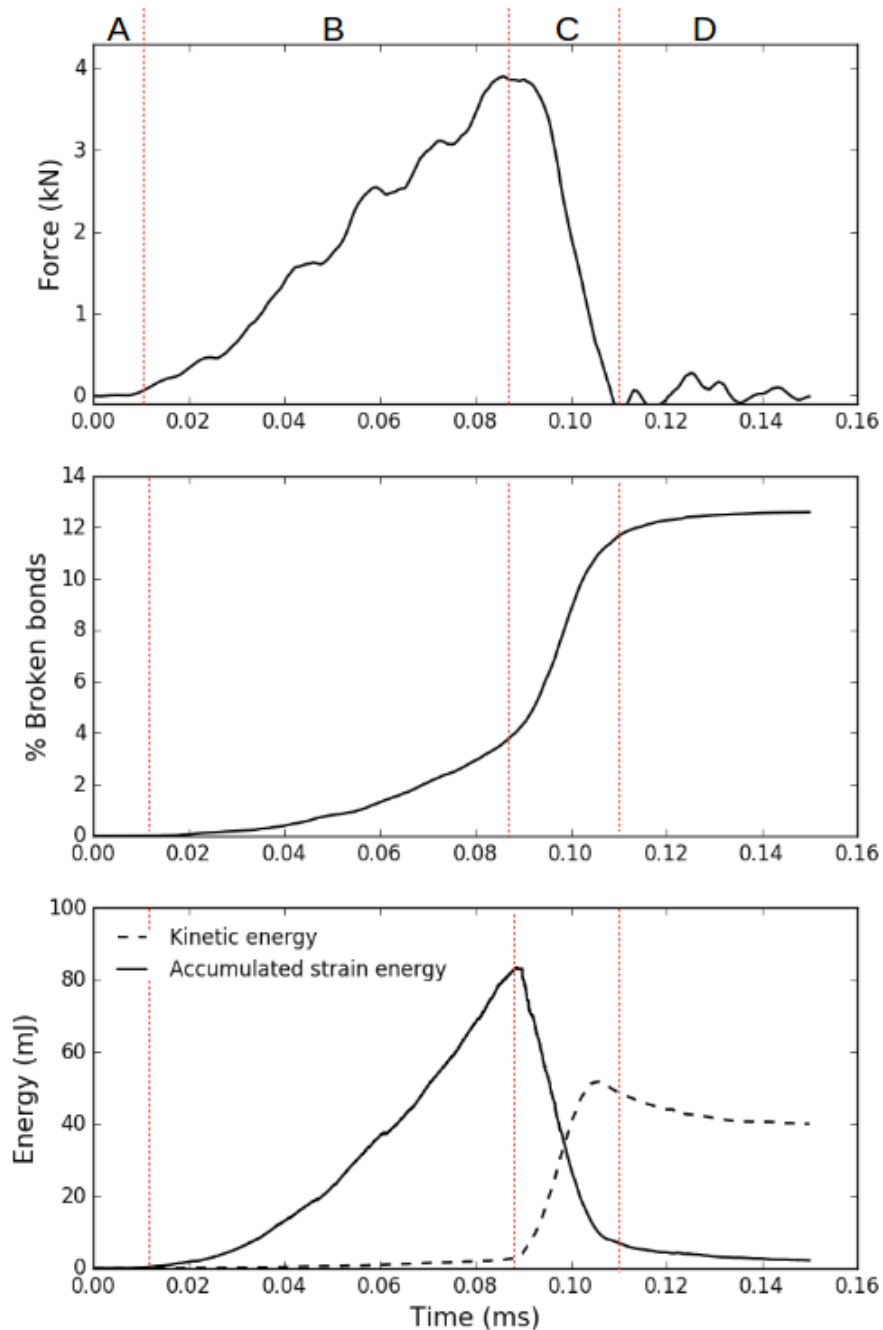 A B C D
4
3
2
1
0
Force (kN)
0.00 0.02 0.04 0.06 0.08 0.10 0.12 0.14 0.16
14
12
10
8
6
4
2
0
% Broken bonds
0.00 0.02 0.04 0.06 0.08 0.10 0.12 0.14 0.16
100
80
60
40
20
0
Energy (mJ)
Kinetic energy
Accumulated strain energy
0.00 0.02 0.04 0.06 0.08 0.10 0.12 0.14 0.16
Time (ms)